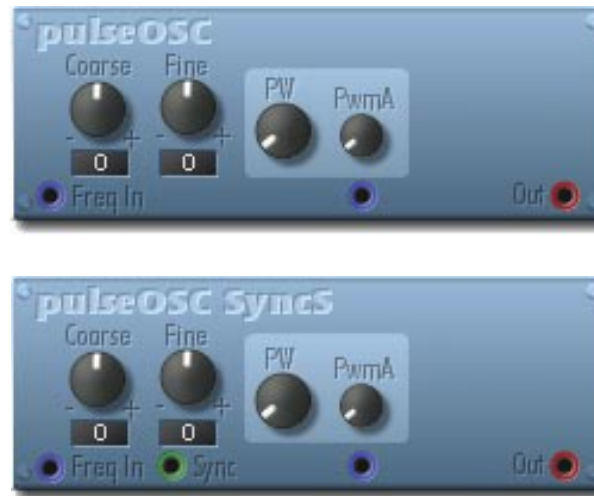 pulseOSC
Coarse Fine
PW PwmA
- + - +
0 0
Freq In Out
pulseOSC SyncS
Coarse Fine
PW PwmA
- + - +
0 0
Freq In Sync Out